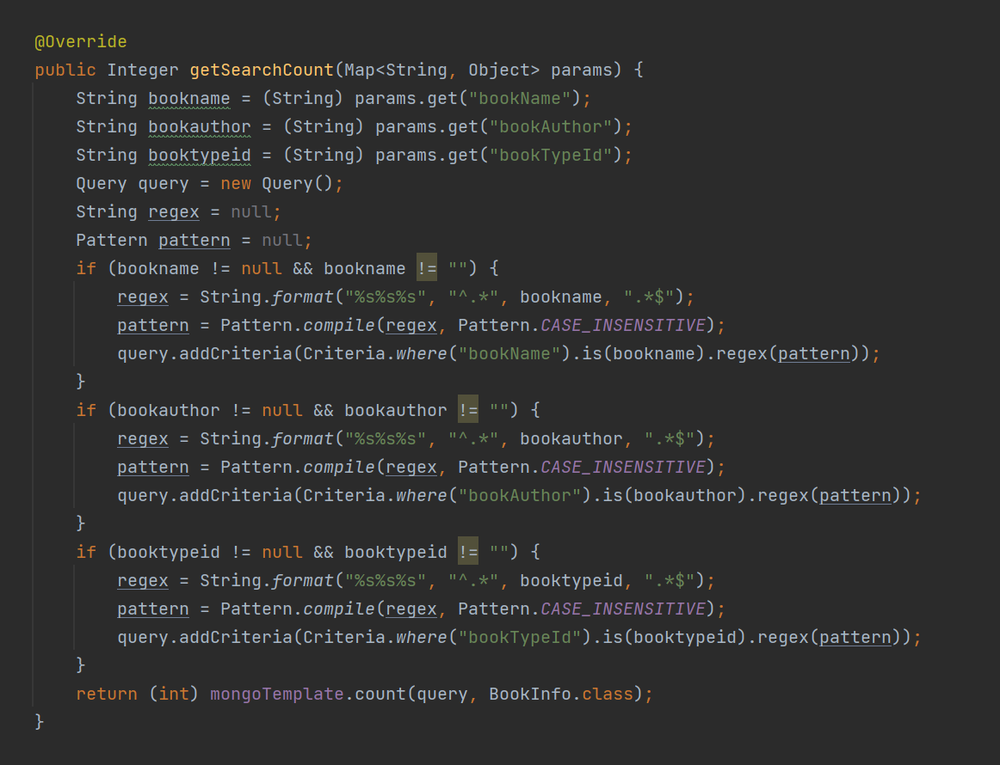 @Override
public Integer getSearchCount(Map<String, Object> params) {
    String bookname = (String) params.get("bookName");
    String bookauthor = (String) params.get("bookAuthor");
    String booktypeid = (String) params.get("bookTypeId");
    Query query = new Query();
    String regex = null;
    Pattern pattern = null;
    if (bookname != null && bookname != "") {
        regex = String.format("%s%s%s", "^.*", bookname, ".*$");
        pattern = Pattern.compile(regex, Pattern.CASE_INSENSITIVE);
        query.addCriteria(Criteria.where("bookName").is(bookname).regex(pattern));
    }
    if (bookauthor != null && bookauthor != "") {
        regex = String.format("%s%s%s", "^.*", bookauthor, ".*$");
        pattern = Pattern.compile(regex, Pattern.CASE_INSENSITIVE);
        query.addCriteria(Criteria.where("bookAuthor").is(bookauthor).regex(pattern));
    }
    if (booktypeid != null && booktypeid != "") {
        regex = String.format("%s%s%s", "^.*", booktypeid, ".*$");
        pattern = Pattern.compile(regex, Pattern.CASE_INSENSITIVE);
        query.addCriteria(Criteria.where("bookTypeId").is(booktypeid).regex(pattern));
    }
    return (int) mongoTemplate.count(query, BookInfo.class);
}